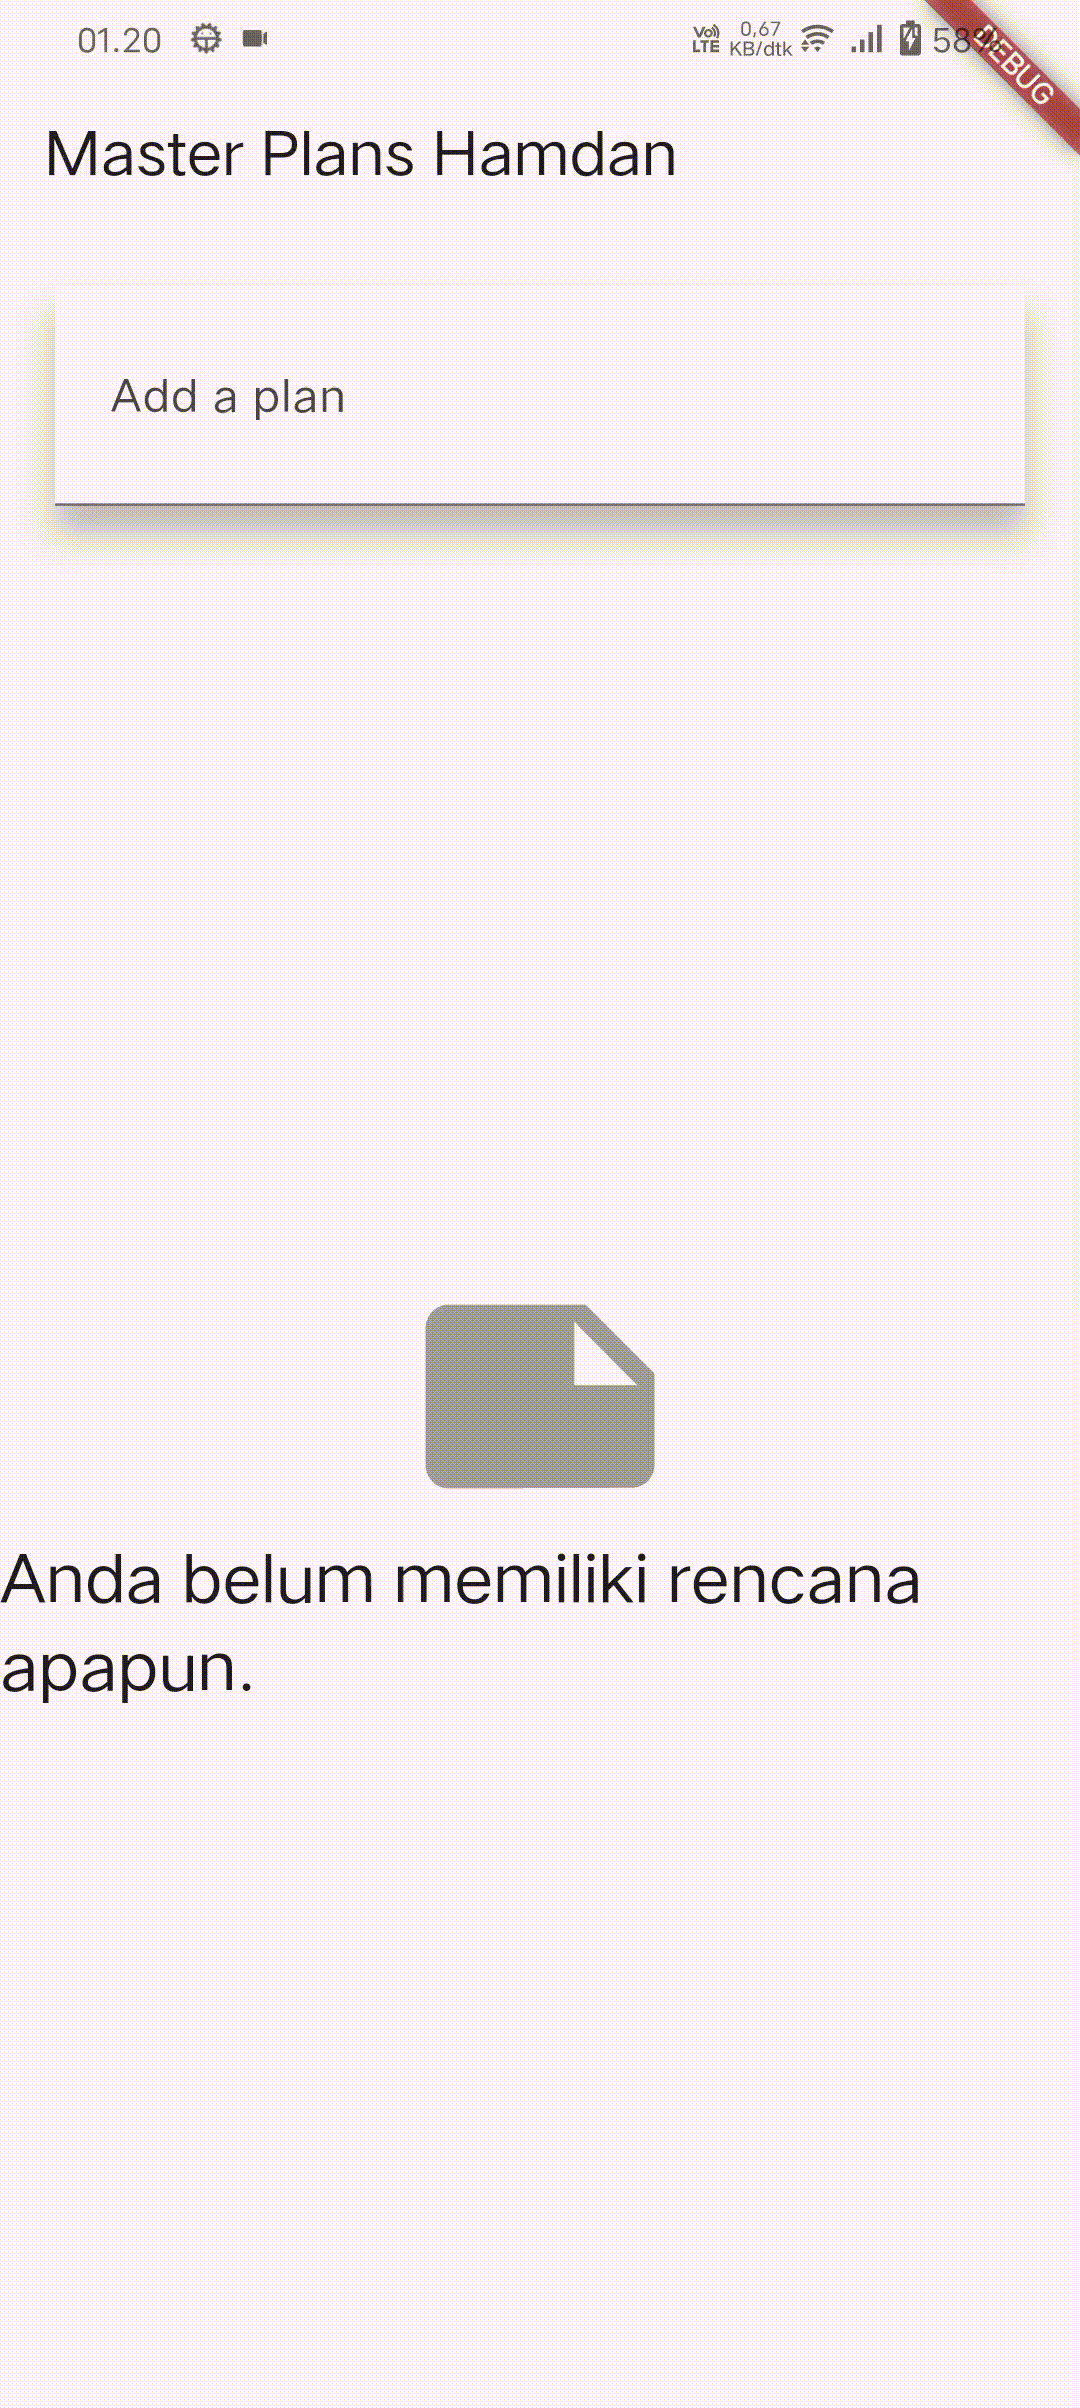 01.20
Vo)) LTE
0,67
KB/dtk
58%
DEBUG
Master Plans Hamdan
Add a plan
Anda belum memiliki rencana
apapun.